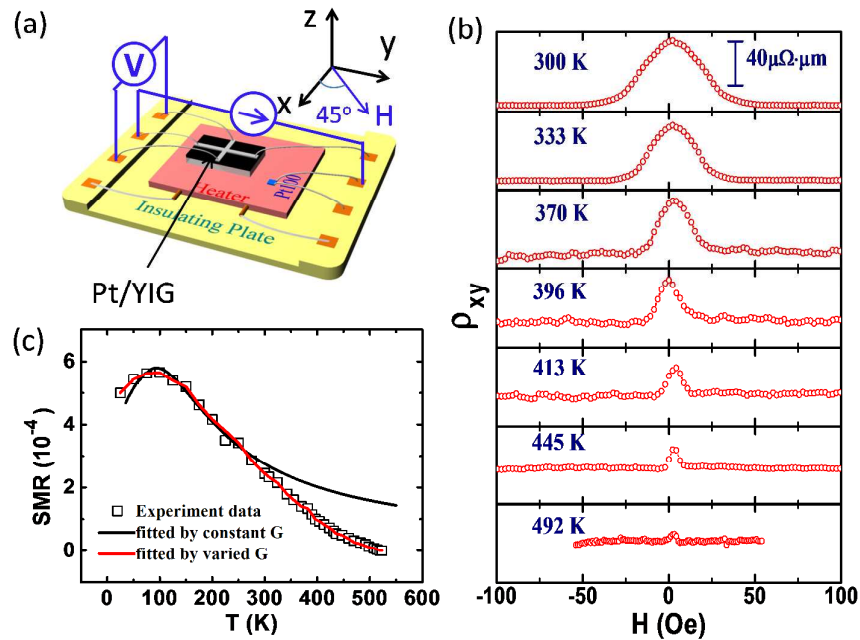 (a)
z
y
x
45°
H
V
Heater
Pt100
Insulating Plate
Pt/YIG
(b)
300 K
40μΩ·μm
333 K
370 K
396 K
413 K
445 K
492 K
ρxy
-100 -50 0 50 100
H (Oe)
(c)
6
4
2
0
SMR (10⁻⁴)
Experiment data
fitted by constant G
fitted by varied G
0 100 200 300 400 500 600
T (K)